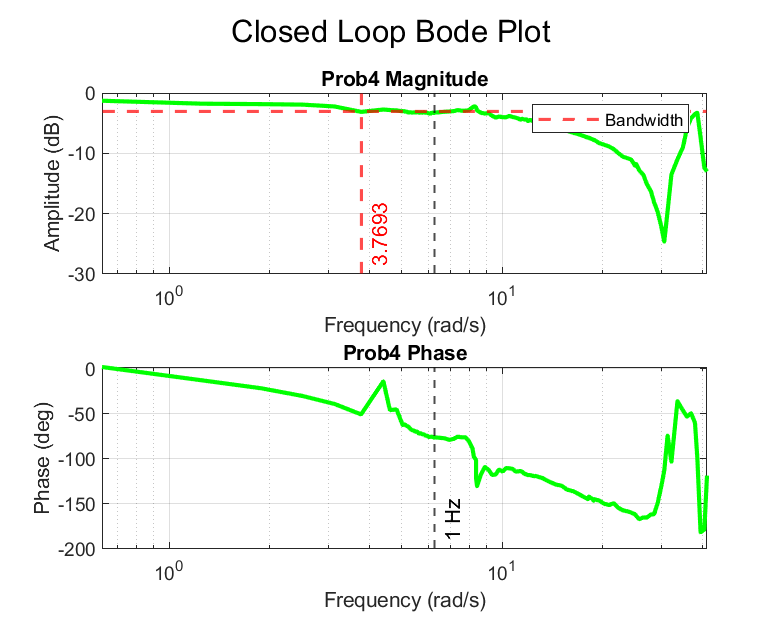 Closed Loop Bode Plot
Prob4 Magnitude
0
-10
-20
-30
Amplitude (dB)
Bandwidth
3.7693
10^0
10^1
Frequency (rad/s)
Prob4 Phase
0
-50
-100
-150
-200
Phase (deg)
1 Hz
10^0
10^1
Frequency (rad/s)